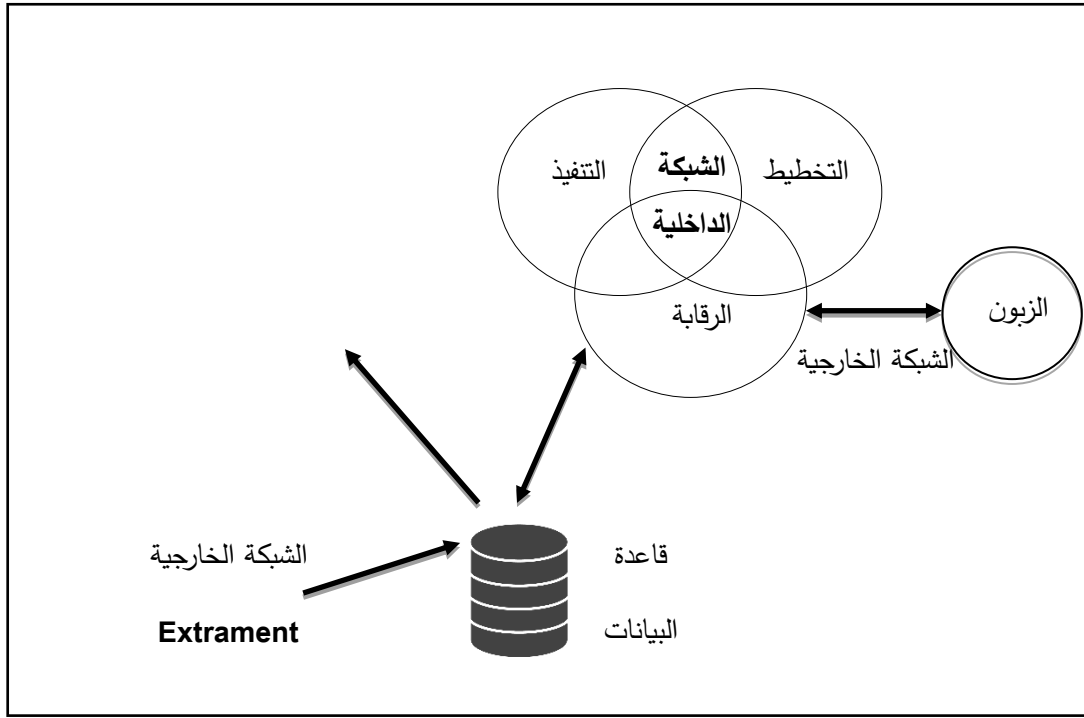 التخطيط
الشبكة
التنفيذ
الداخلية
الرقابة
الزبون
الشبكة الخارجية
قاعدة
الشبكة الخارجية
البيانات
Extrament